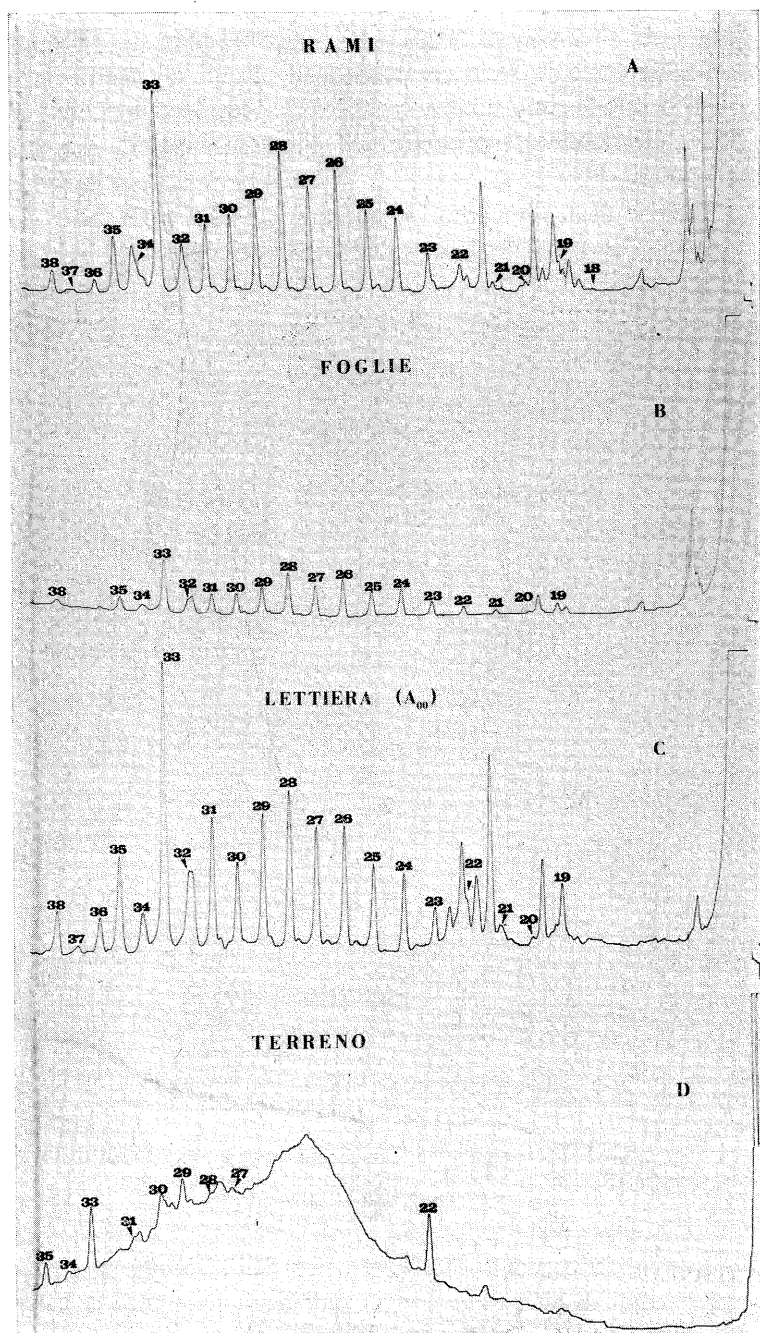 RAMI
A
33
38 37 36 35 34 32 31 30 29 28 27 26 25 24 23 22 21 20 19 18
FOGLIE
B
38 35 34 33 32 31 30 29 28 27 26 25 24 23 22 21 20 19
33
LETTIERA (A₀₀)
C
38 37 36 35 34 32 31 30 29 28 27 26 25 24 23 22 21 20 19
TERRENO
D
35 34 33 31 30 29 28 27 22